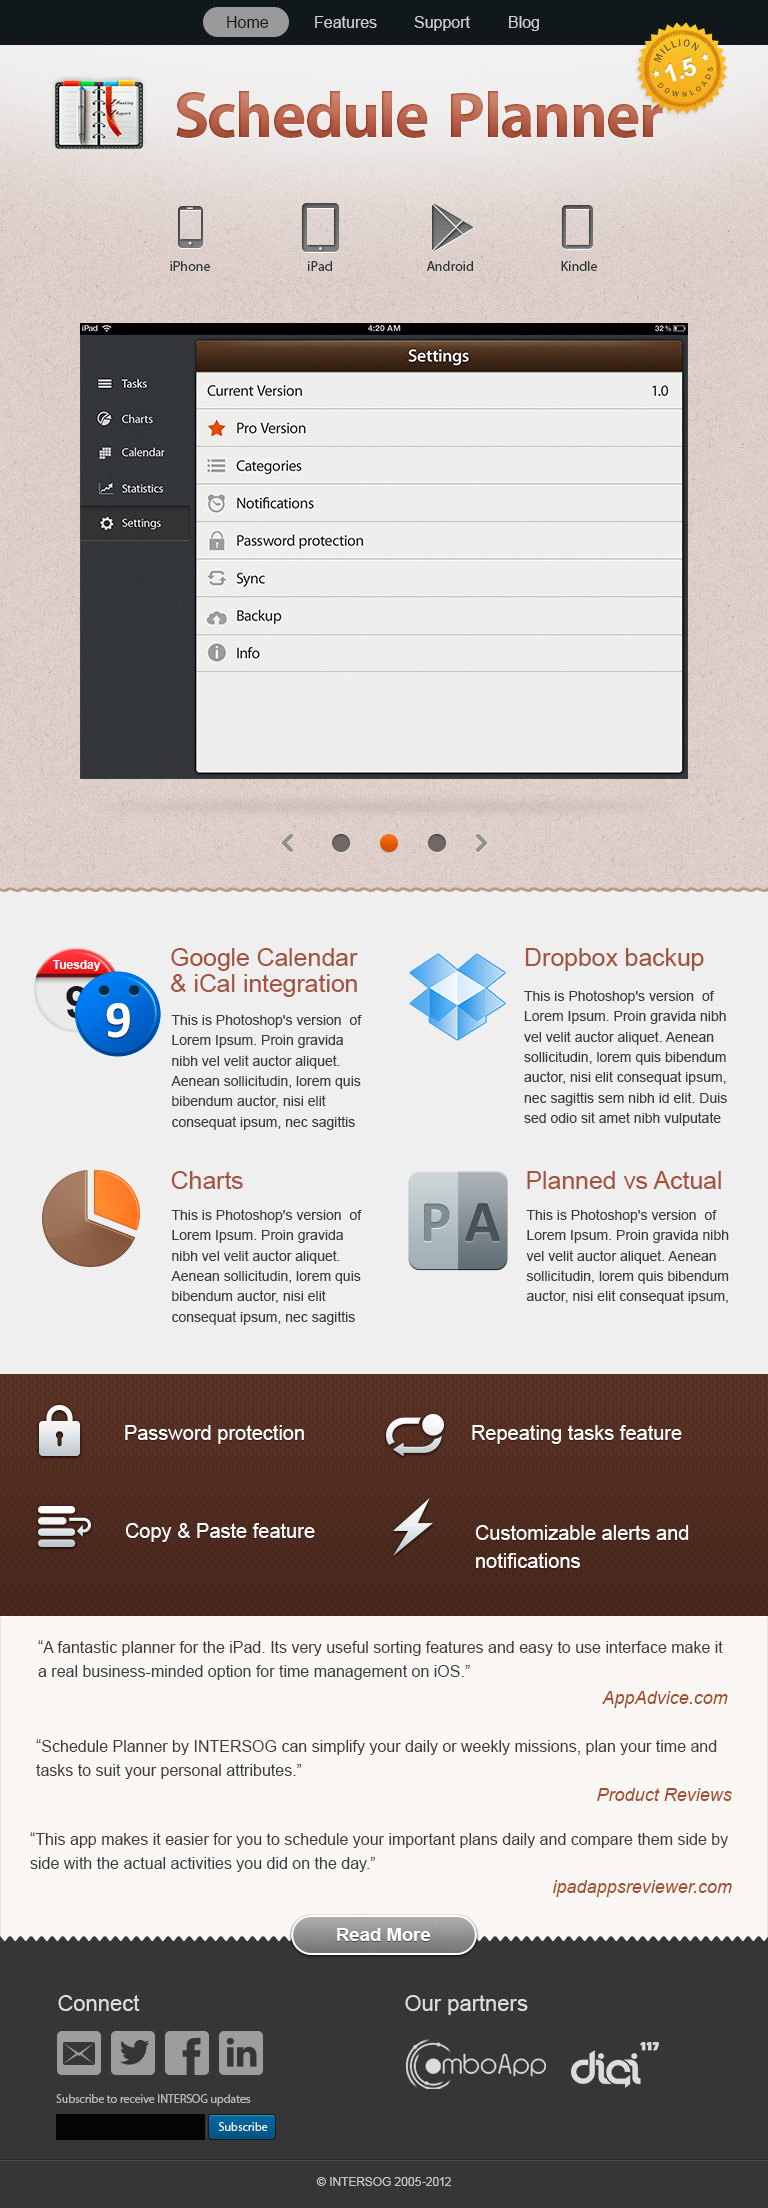 Home Features Support Blog
MILLION
1.5
DOWNLOADS
Meeting
Report
Schedule Planner
iPhone iPad Android Kindle
iPad 4:20 AM 32 %
Settings
Tasks
Charts
Calendar
Statistics
Settings
Current Version 1.0
Pro Version
Categories
Notifications
Password protection
Sync
Backup
Info
Tuesday
9
9
Google Calendar
& iCal integration
This is Photoshop's version of
Lorem Ipsum. Proin gravida
nibh vel velit auctor aliquet.
Aenean sollicitudin, lorem quis
bibendum auctor, nisi elit
consequat ipsum, nec sagittis
Dropbox backup
This is Photoshop's version of
Lorem Ipsum. Proin gravida nibh
vel velit auctor aliquet. Aenean
sollicitudin, lorem quis bibendum
auctor, nisi elit consequat ipsum,
nec sagittis sem nibh id elit. Duis
sed odio sit amet nibh vulputate
Charts
This is Photoshop's version of
Lorem Ipsum. Proin gravida
nibh vel velit auctor aliquet.
Aenean sollicitudin, lorem quis
bibendum auctor, nisi elit
consequat ipsum, nec sagittis
PA
Planned vs Actual
This is Photoshop's version of
Lorem Ipsum. Proin gravida nibh
vel velit auctor aliquet. Aenean
sollicitudin, lorem quis bibendum
auctor, nisi elit consequat ipsum,
Password protection
Repeating tasks feature
Copy & Paste feature
Customizable alerts and
notifications
“A fantastic planner for the iPad. Its very useful sorting features and easy to use interface make it
a real business-minded option for time management on iOS.”
AppAdvice.com
“Schedule Planner by INTERSOG can simplify your daily or weekly missions, plan your time and
tasks to suit your personal attributes.”
Product Reviews
“This app makes it easier for you to schedule your important plans daily and compare them side by
side with the actual activities you did on the day.”
ipadappsreviewer.com
Read More
Connect
Our partners
ComboApp
digi117
Subscribe to receive INTERSOG updates
Subscribe
© INTERSOG 2005-2012